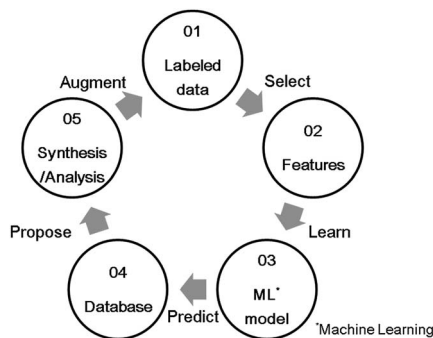 01
Labeled
data
Select
02
Features
Learn
03
ML*
model
Predict
04
Database
Propose
05
Synthesis
/Analysis
Augment
*Machine Learning